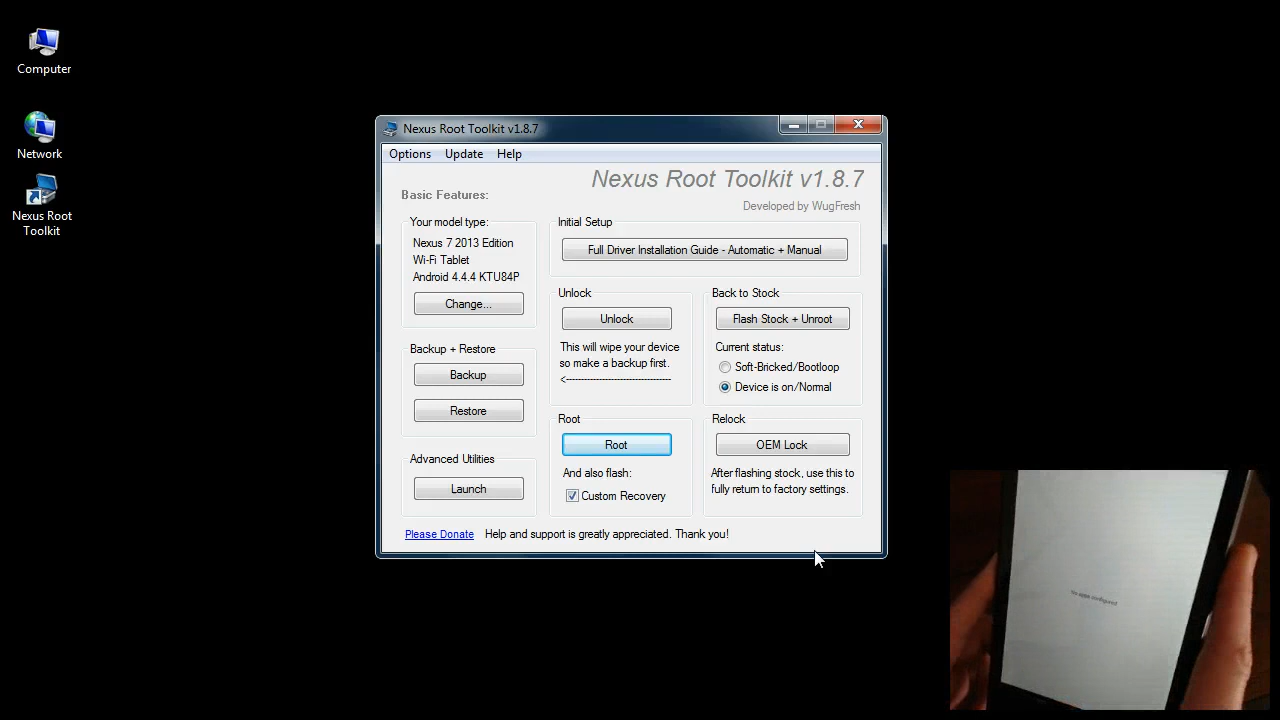 Computer
Network
Nexus Root
Toolkit
Nexus Root Toolkit v1.8.7
Options Update Help
Nexus Root Toolkit v1.8.7
Developed by WugFresh
Basic Features:
Your model type:
Nexus 7 2013 Edition
Wi-Fi Tablet
Android 4.4.4 KTU84P
Change...
Initial Setup
Full Driver Installation Guide - Automatic + Manual
Unlock
Unlock
This will wipe your device
so make a backup first.
<-----------------------------------
Back to Stock
Flash Stock + Unroot
Current status:
Soft-Bricked/Bootloop
Device is on/Normal
Backup + Restore
Backup
Restore
Root
Root
And also flash:
Custom Recovery
Relock
OEM Lock
After flashing stock, use this to
fully return to factory settings.
Advanced Utilities
Launch
Please Donate Help and support is greatly appreciated. Thank you!